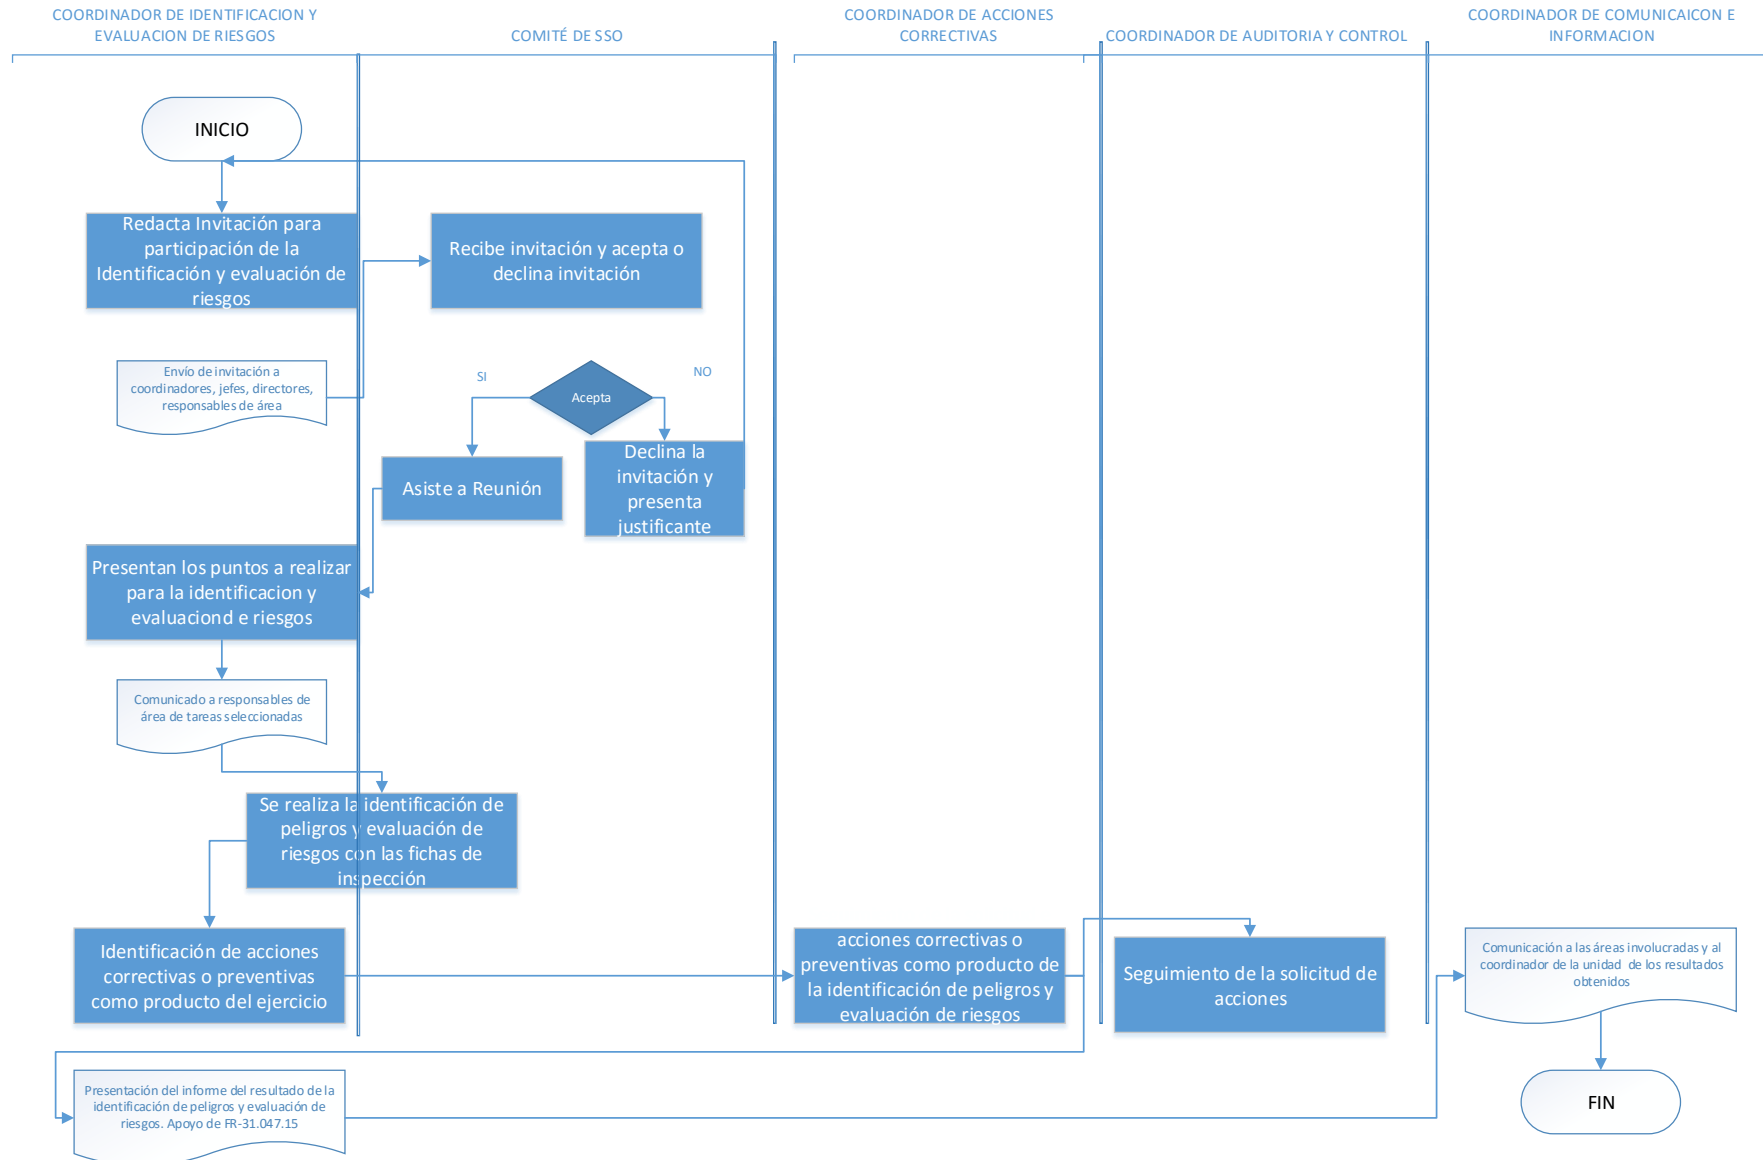 COORDINADOR DE IDENTIFICACION Y
EVALUACION DE RIESGOS
COMITÉ DE SSO
COORDINADOR DE ACCIONES
CORRECTIVAS
COORDINADOR DE AUDITORIA Y CONTROL
COORDINADOR DE COMUNICAICON E
INFORMACION
INICIO
Redacta Invitación para
participación de la
Identificación y evaluación de
riesgos
Recibe invitación y acepta o
declina invitación
Envío de invitación a
coordinadores, jefes, directores,
responsables de área
SI
Acepta
NO
Asiste a Reunión
Declina la
invitación y
presenta
justificante
Presentan los puntos a realizar
para la identificacion y
evaluaciond e riesgos
Comunicado a responsables de
área de tareas seleccionadas
Se realiza la identificación de
peligros y evaluación de
riesgos con las fichas de
inspección
Identificación de acciones
correctivas o preventivas
como producto del ejercicio
acciones correctivas o
preventivas como producto de
la identificación de peligros y
evaluación de riesgos
Seguimiento de la solicitud de
acciones
Comunicación a las áreas involucradas y al
coordinador de la unidad de los resultados
obtenidos
Presentación del informe del resultado de la
identificación de peligros y evaluación de
riesgos. Apoyo de FR-31.047.15
FIN